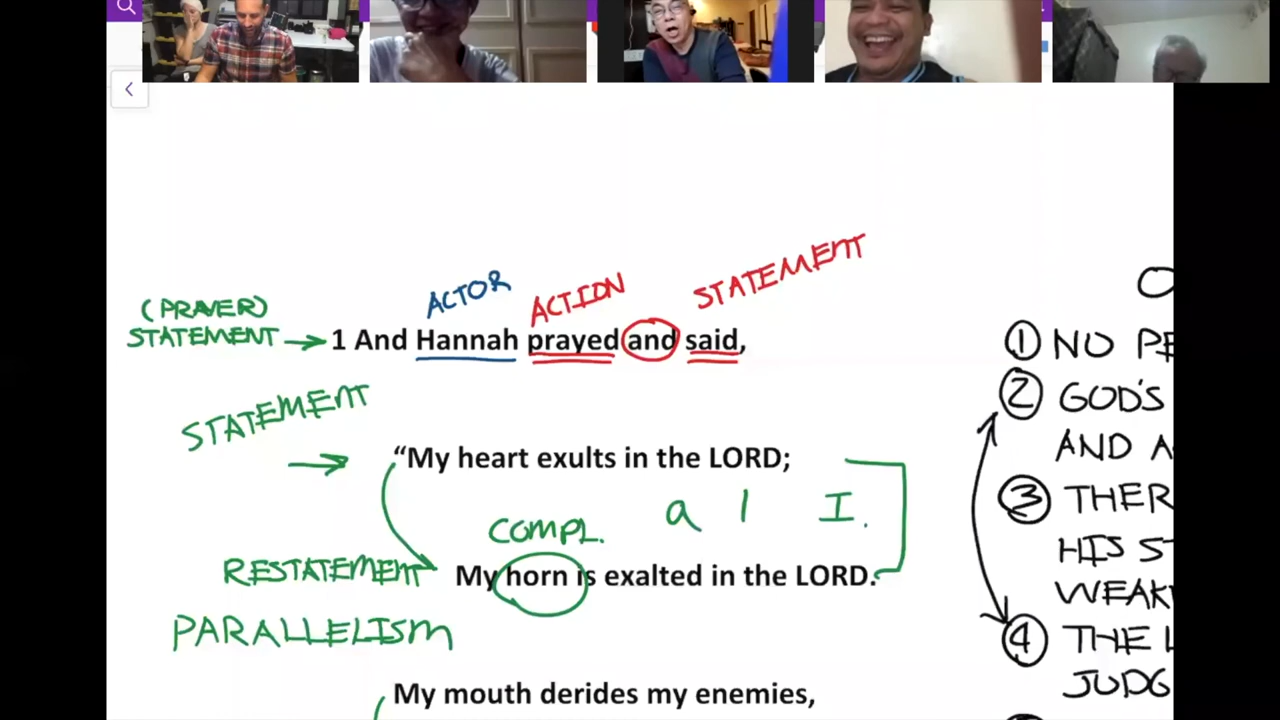 ACTOR ACTION STATEMENT
(PRAYER)
STATEMENT → 1 And Hannah prayed and said,
STATEMENT
→ “My heart exults in the LORD;
COMPL. a I I.
RESTATEMENT My horn is exalted in the LORD.
PARALLELISM
My mouth derides my enemies,
① NO
② GOD'S
AND
③
HIS
④ THE